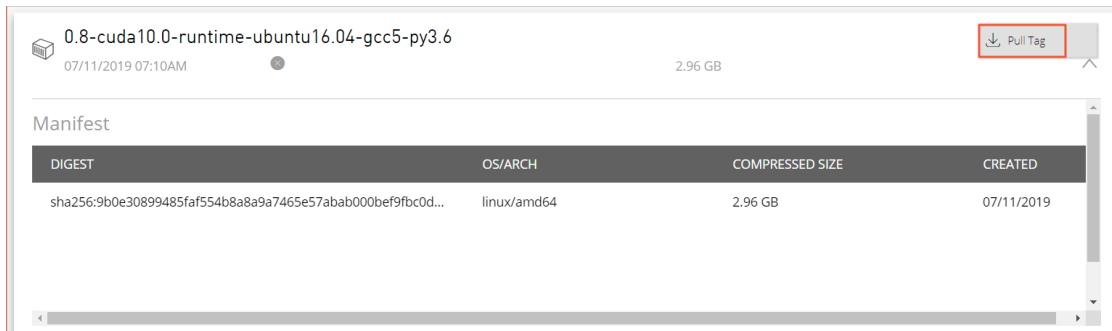 0.8-cuda10.0-runtime-ubuntu16.04-gcc5-py3.6
Pull Tag
07/11/2019 07:10AM 2.96 GB
Manifest
DIGEST OS/ARCH COMPRESSED SIZE CREATED
sha256:9b0e30899485faf554b8a8a9a7465e57abab000bef9fbc0d... linux/amd64 2.96 GB 07/11/2019